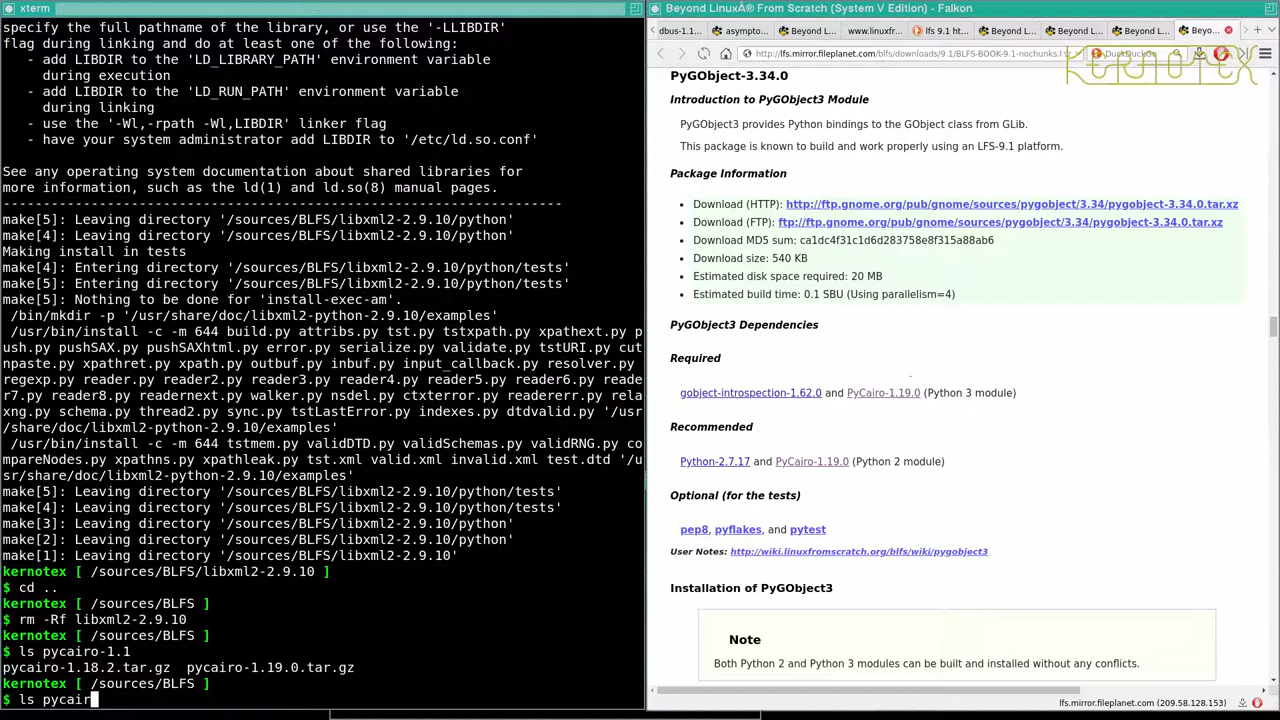 xterm
specify the full pathname of the library, or use the '-LLIBDIR'
flag during linking and do at least one of the following:
- add LIBDIR to the 'LD_LIBRARY_PATH' environment variable
during execution
- add LIBDIR to the 'LD_RUN_PATH' environment variable
during linking
- use the '-Wl,-rpath -Wl,LIBDIR' linker flag
- have your system administrator add LIBDIR to '/etc/ld.so.conf'
See any operating system documentation about shared libraries for
more information, such as the ld(1) and ld.so(8) manual pages.
----------------------------------------------------------------------
make[5]: Leaving directory '/sources/BLFS/libxml2-2.9.10/python'
make[4]: Leaving directory '/sources/BLFS/libxml2-2.9.10/python'
Making install in tests
make[4]: Entering directory '/sources/BLFS/libxml2-2.9.10/python/tests'
make[5]: Entering directory '/sources/BLFS/libxml2-2.9.10/python/tests'
make[5]: Nothing to be done for 'install-exec-am'.
/bin/mkdir -p '/usr/share/doc/libxml2-python-2.9.10/examples'
/usr/bin/install -c -m 644 build.py attribs.py tst.py tstxpath.py xpathext.py p
ush.py pushSAX.py pushSAXhtml.py error.py serialize.py validate.py tstURI.py cut
npaste.py xpathret.py xpath.py outbuf.py inbuf.py input_callback.py resolver.py
regexp.py reader.py reader2.py reader3.py reader4.py reader5.py reader6.py reade
r7.py reader8.py readernext.py walker.py nsdel.py ctxterror.py readererr.py rela
xng.py schema.py thread2.py sync.py tstLastError.py indexes.py dtdvalid.py '/usr
/share/doc/libxml2-python-2.9.10/examples'
/usr/bin/install -c -m 644 tstmem.py validDTD.py validSchemas.py validRNG.py co
mpareNodes.py xpathns.py xpathleak.py tst.xml valid.xml invalid.xml test.dtd '/u
sr/share/doc/libxml2-python-2.9.10/examples'
make[5]: Leaving directory '/sources/BLFS/libxml2-2.9.10/python/tests'
make[4]: Leaving directory '/sources/BLFS/libxml2-2.9.10/python/tests'
make[3]: Leaving directory '/sources/BLFS/libxml2-2.9.10/python'
make[2]: Leaving directory '/sources/BLFS/libxml2-2.9.10/python'
make[1]: Leaving directory '/sources/BLFS/libxml2-2.9.10'
kernotex [ /sources/BLFS/libxml2-2.9.10 ]
$ cd ..
kernotex [ /sources/BLFS ]
$ rm -Rf libxml2-2.9.10
kernotex [ /sources/BLFS ]
$ ls pycairo-1.1
pycairo-1.18.2.tar.gz pycairo-1.19.0.tar.gz
kernotex [ /sources/BLFS ]
$ ls pycair
Beyond LinuxÂ® From Scratch (System V Edition) - Falkon
dbus-1.1... asympto... Beyond L... www.linuxfr... lfs 9.1 ht... Beyond L... Beyond L... Beyond L... Beyo...
http://lfs.mirror.fileplanet.com/blfs/downloads/9.1/BLFS-BOOK-9.1-nochunks.
KERNOTEX
PyGObject-3.34.0
Introduction to PyGObject3 Module
PyGObject3 provides Python bindings to the GObject class from GLib.
This package is known to build and work properly using an LFS-9.1 platform.
Package Information
• Download (HTTP): http://ftp.gnome.org/pub/gnome/sources/pygobject/3.34/pygobject-3.34.0.tar.xz
• Download (FTP): ftp://ftp.gnome.org/pub/gnome/sources/pygobject/3.34/pygobject-3.34.0.tar.xz
• Download MD5 sum: ca1dc4f31c1d6d283758e8f315a88ab6
• Download size: 540 KB
• Estimated disk space required: 20 MB
• Estimated build time: 0.1 SBU (Using parallelism=4)
PyGObject3 Dependencies
Required
gobject-introspection-1.62.0 and PyCairo-1.19.0 (Python 3 module)
Recommended
Python-2.7.17 and PyCairo-1.19.0 (Python 2 module)
Optional (for the tests)
pep8, pyflakes, and pytest
User Notes: http://wiki.linuxfromscratch.org/blfs/wiki/pygobject3
Installation of PyGObject3
Note
Both Python 2 and Python 3 modules can be built and installed without any conflicts.
lfs.mirror.fileplanet.com (209.58.128.153)